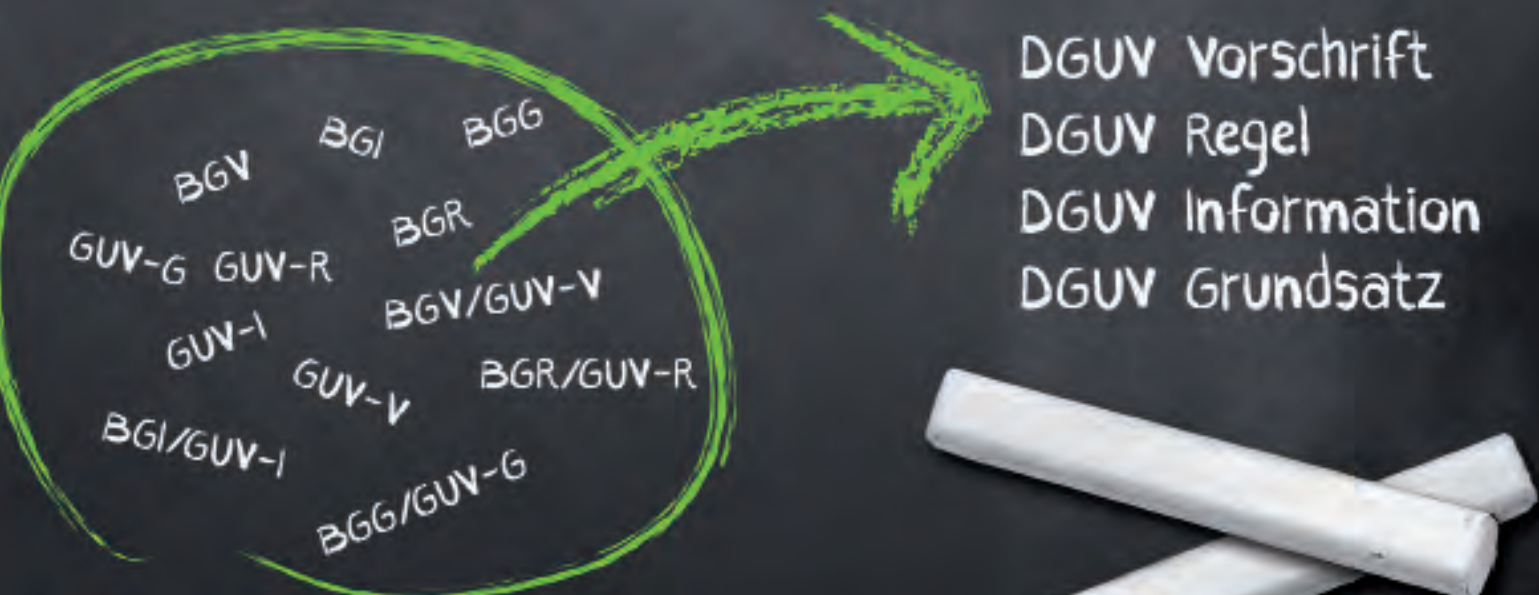 BGV
BGI
BGG
BGR
GUV-G
GUV-R
BGV/GUV-V
GUV-I
GUV-V
BGR/GUV-R
BGI/GUV-I
BGG/GUV-G
DGUV Vorschrift
DGUV Regel
DGUV Information
DGUV Grundsatz